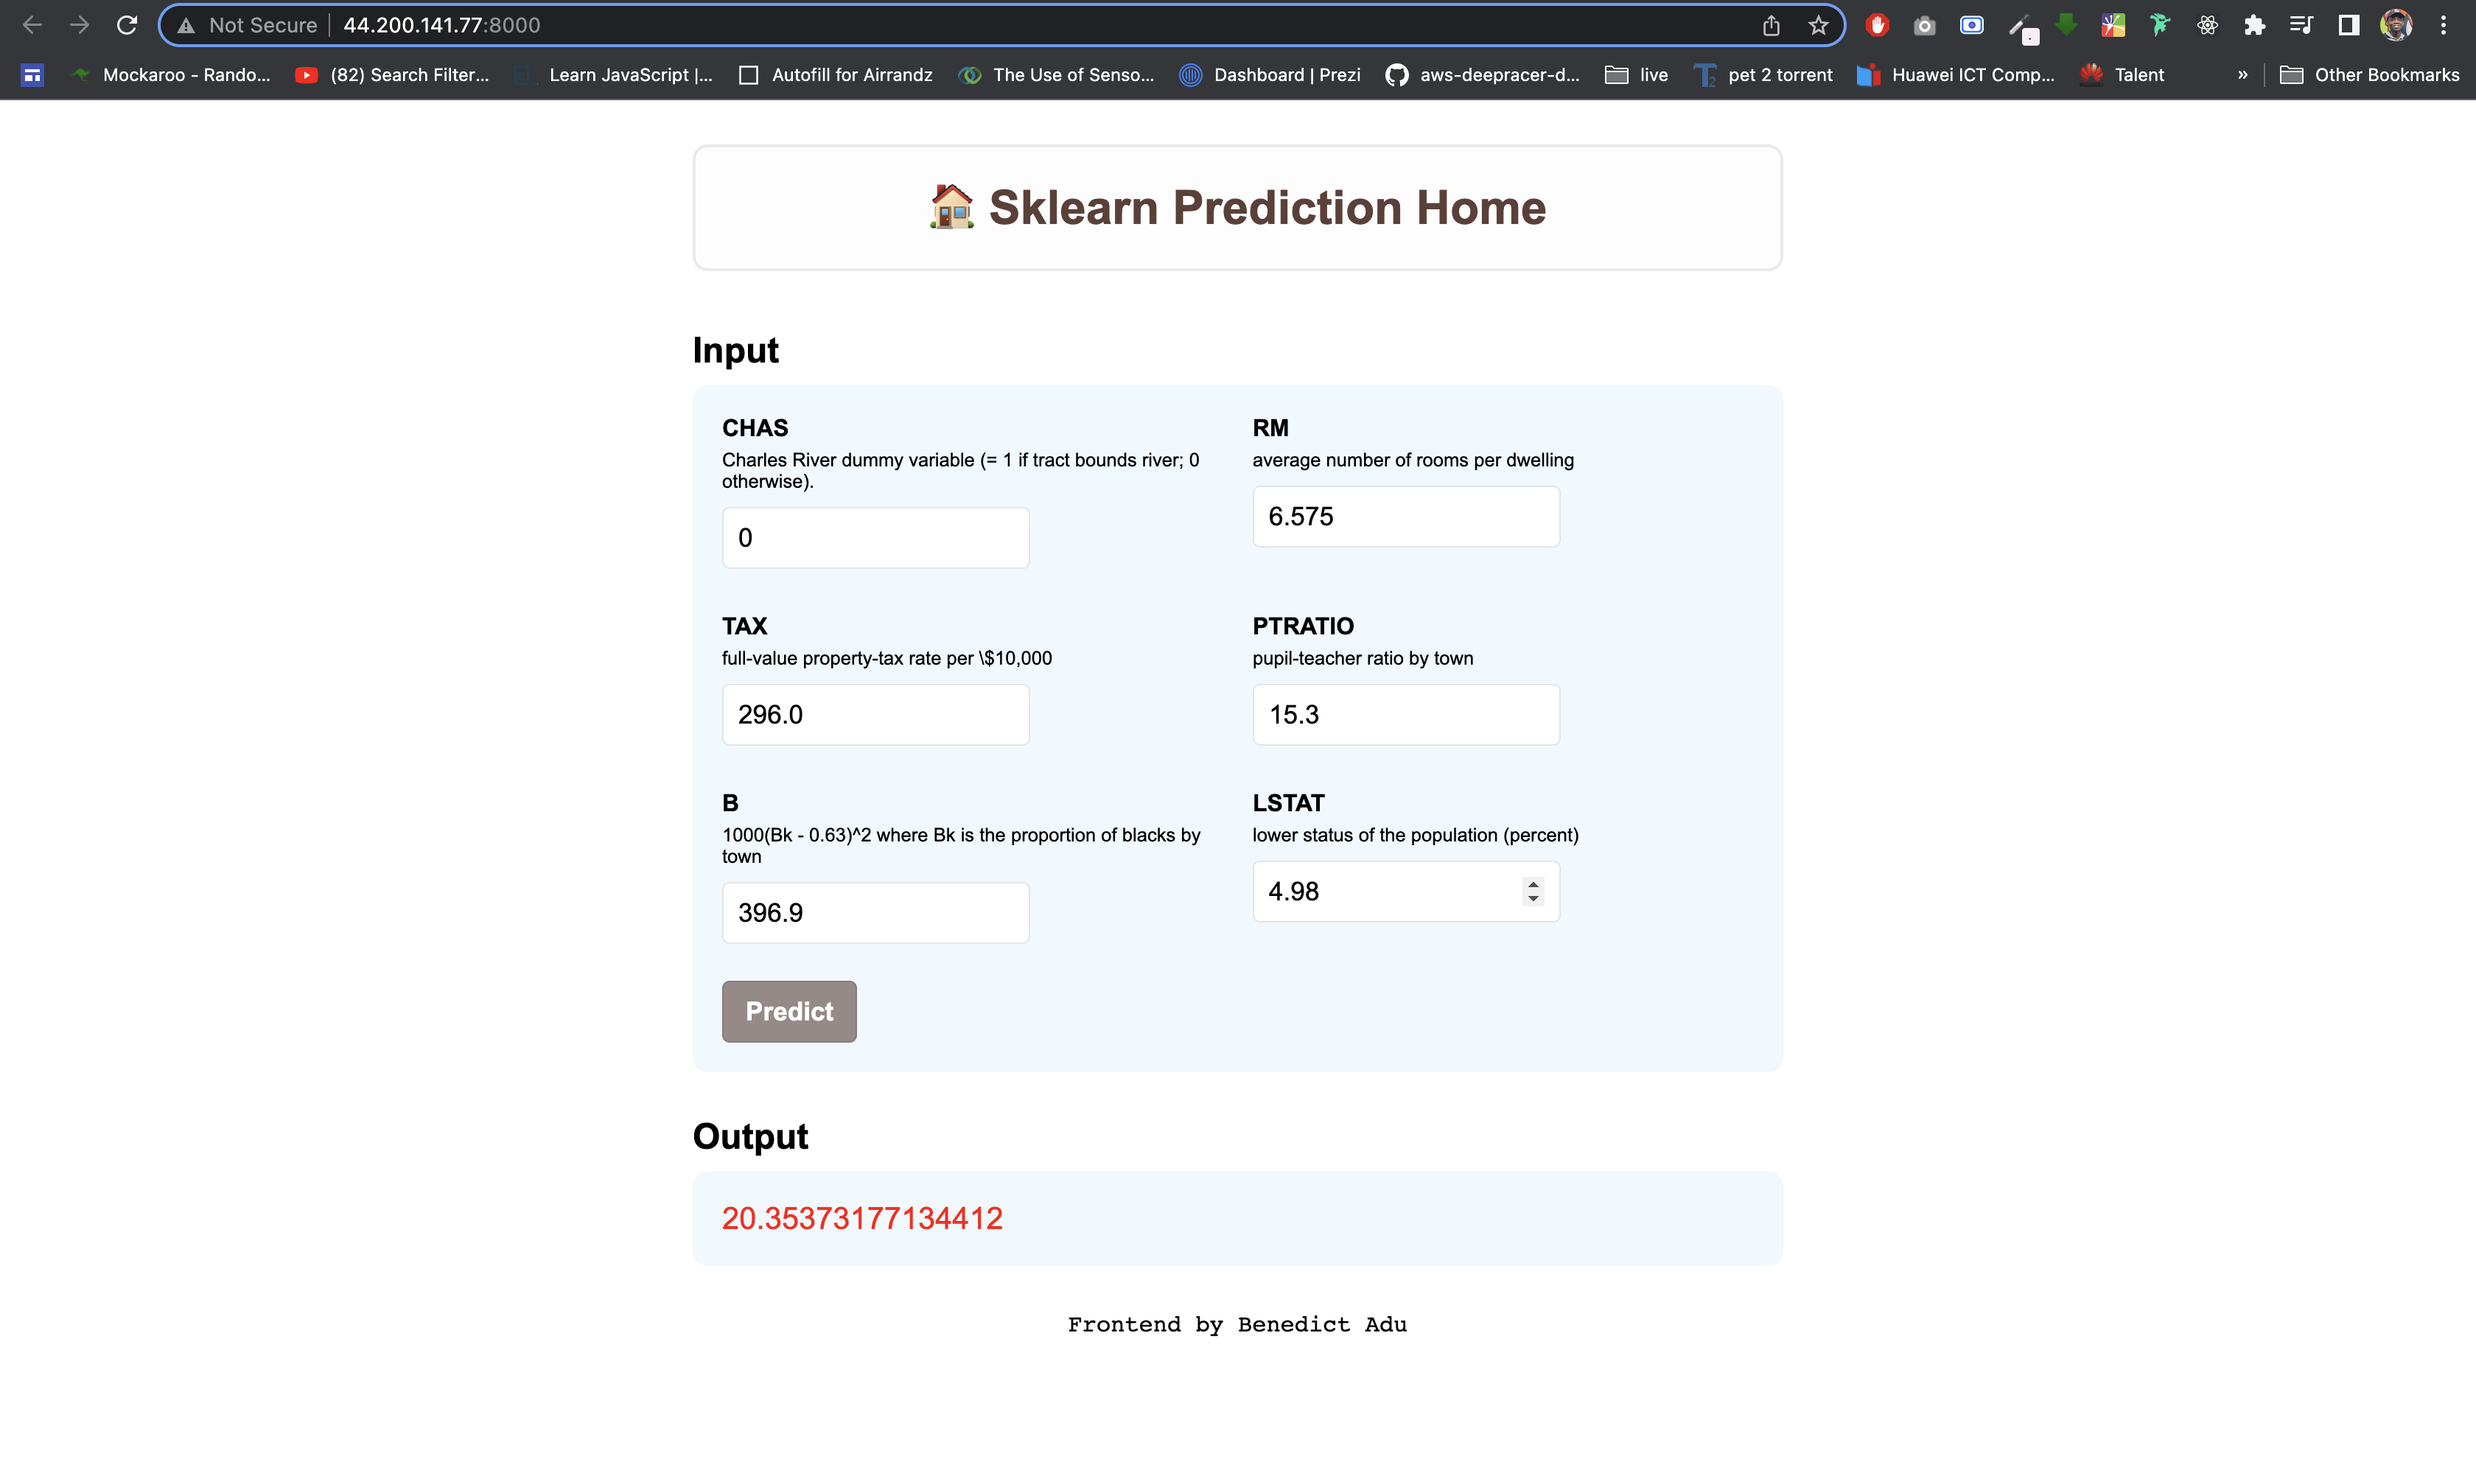 Not Secure 44.200.141.77:8000
Mockaroo - Rando... (82) Search Filter... Learn JavaScript |... Autofill for Airrandz The Use of Senso... Dashboard | Prezi aws-deepracer-d... live pet 2 torrent Huawei ICT Comp... Talent » Other Bookmarks
Sklearn Prediction Home
Input
CHAS
Charles River dummy variable (= 1 if tract bounds river; 0
otherwise).
0
RM
average number of rooms per dwelling
6.575
TAX
full-value property-tax rate per \$10,000
296.0
PTRATIO
pupil-teacher ratio by town
15.3
B
1000(Bk - 0.63)^2 where Bk is the proportion of blacks by
town
396.9
LSTAT
lower status of the population (percent)
4.98
Predict
Output
20.35373177134412
Frontend by Benedict Adu